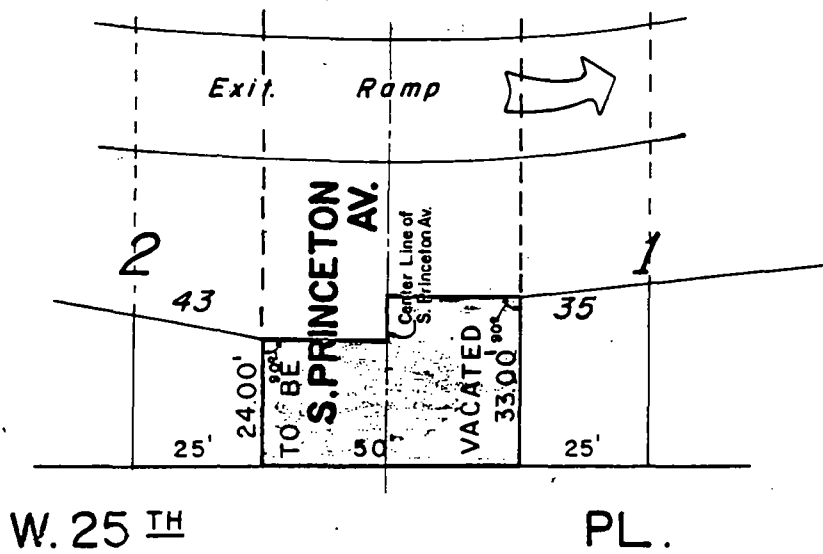 Exit. Ramp
S. PRINCETON
AV.
Center Line of
S. Princeton Av.
2
1
43
35
24.00'
90°
TO BE
VACATED
90°
33.00'
25'
50'
25'
W. 25 TH PL.